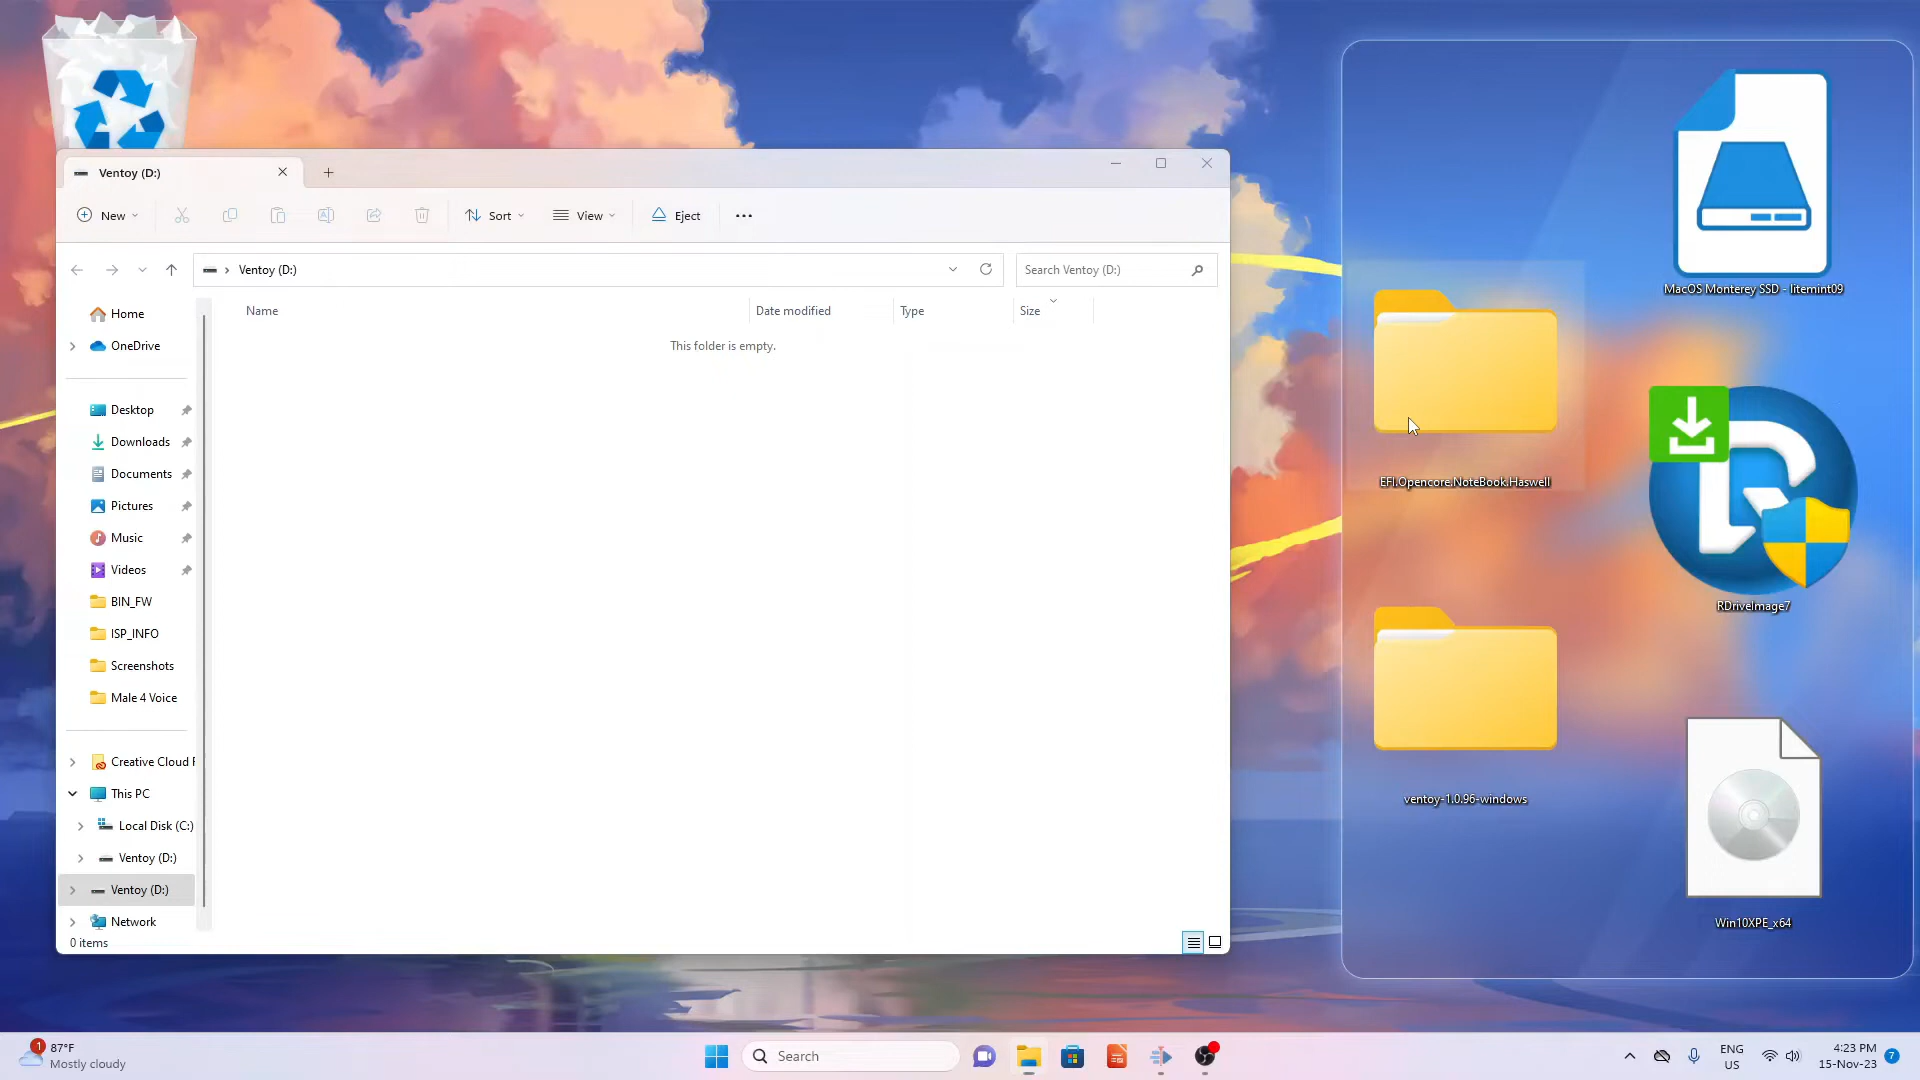 Ventoy (D:)
New
Sort
View
Eject
Ventoy (D:)
Search Ventoy (D:)
Name
Date modified
Type
Size
This folder is empty.
Home
OneDrive
Desktop
Downloads
Documents
Pictures
Music
Videos
BIN_FW
ISP_INFO
Screenshots
Male 4 Voice
Creative Cloud F
This PC
Local Disk (C:)
Ventoy (D:)
Ventoy (D:)
Network
0 items
MacOS Monterey SSD - litemint09
EFI.Opencore.NoteBook.Haswell
RDriveImage7
ventoy-1.0.96-windows
Win10XPE_x64
1
87°F
Mostly cloudy
Search
ENG
US
4:23 PM
15-Nov-23
7